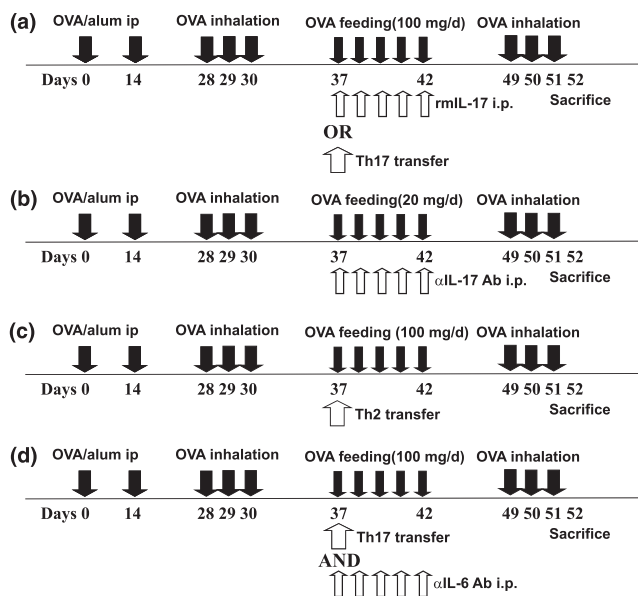 (a)
OVA/alum ip OVA inhalation OVA feeding(100 mg/d) OVA inhalation
Days 0 14 28 29 30 37 42 49 50 51 52
rmIL-17 i.p. Sacrifice
OR
Th17 transfer
(b)
OVA/alum ip OVA inhalation OVA feeding(20 mg/d) OVA inhalation
Days 0 14 28 29 30 37 42 49 50 51 52
αIL-17 Ab i.p. Sacrifice
(c)
OVA/alum ip OVA inhalation OVA feeding (100 mg/d) OVA inhalation
Days 0 14 28 29 30 37 42 49 50 51 52
Th2 transfer Sacrifice
(d)
OVA/alum ip OVA inhalation OVA feeding(100 mg/d) OVA inhalation
Days 0 14 28 29 30 37 42 49 50 51 52
Th17 transfer Sacrifice
AND
αIL-6 Ab i.p.